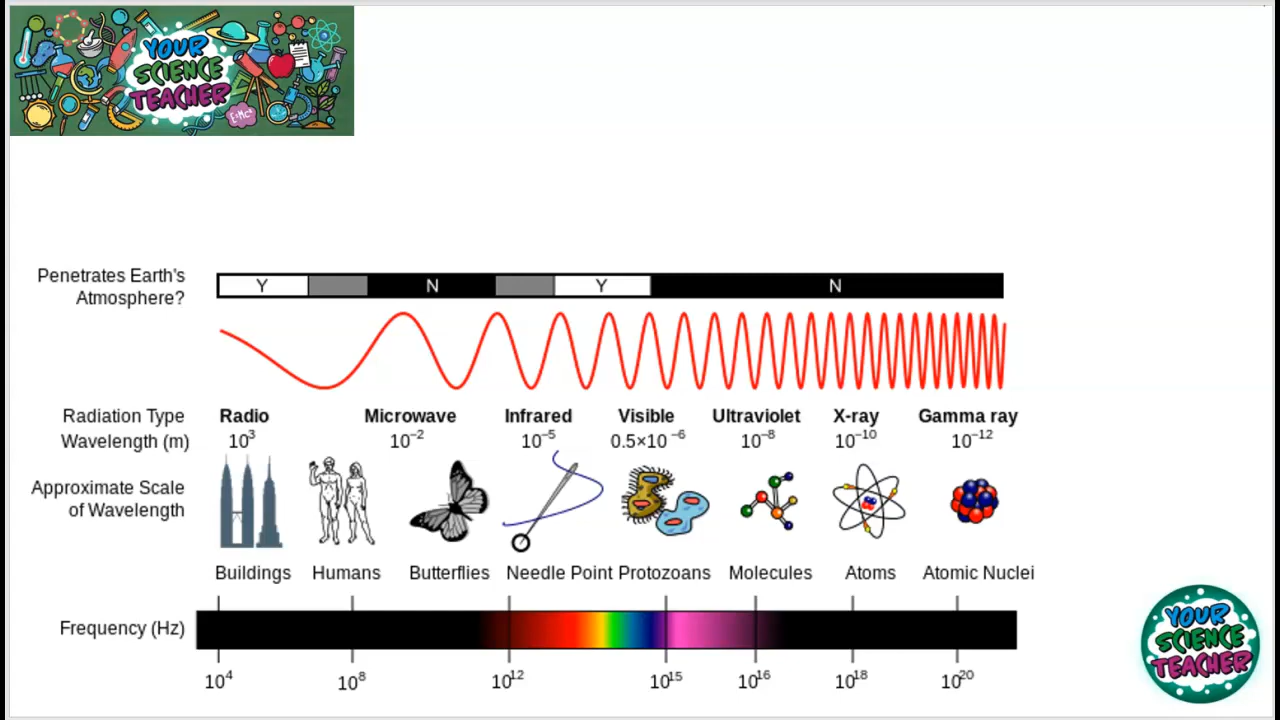 YOUR
SCIENCE
TEACHER
E=MC²
Penetrates Earth's
Atmosphere?
Y N Y N
Radiation Type Radio Microwave Infrared Visible Ultraviolet X-ray Gamma ray
Wavelength (m) 10³ 10⁻² 10⁻⁵ 0.5×10⁻⁶ 10⁻⁸ 10⁻¹⁰ 10⁻¹²
Approximate Scale
of Wavelength
Buildings Humans Butterflies Needle Point Protozoans Molecules Atoms Atomic Nuclei
Frequency (Hz)
10⁴ 10⁸ 10¹² 10¹⁵ 10¹⁶ 10¹⁸ 10²⁰
YOUR
SCIENCE
TEACHER